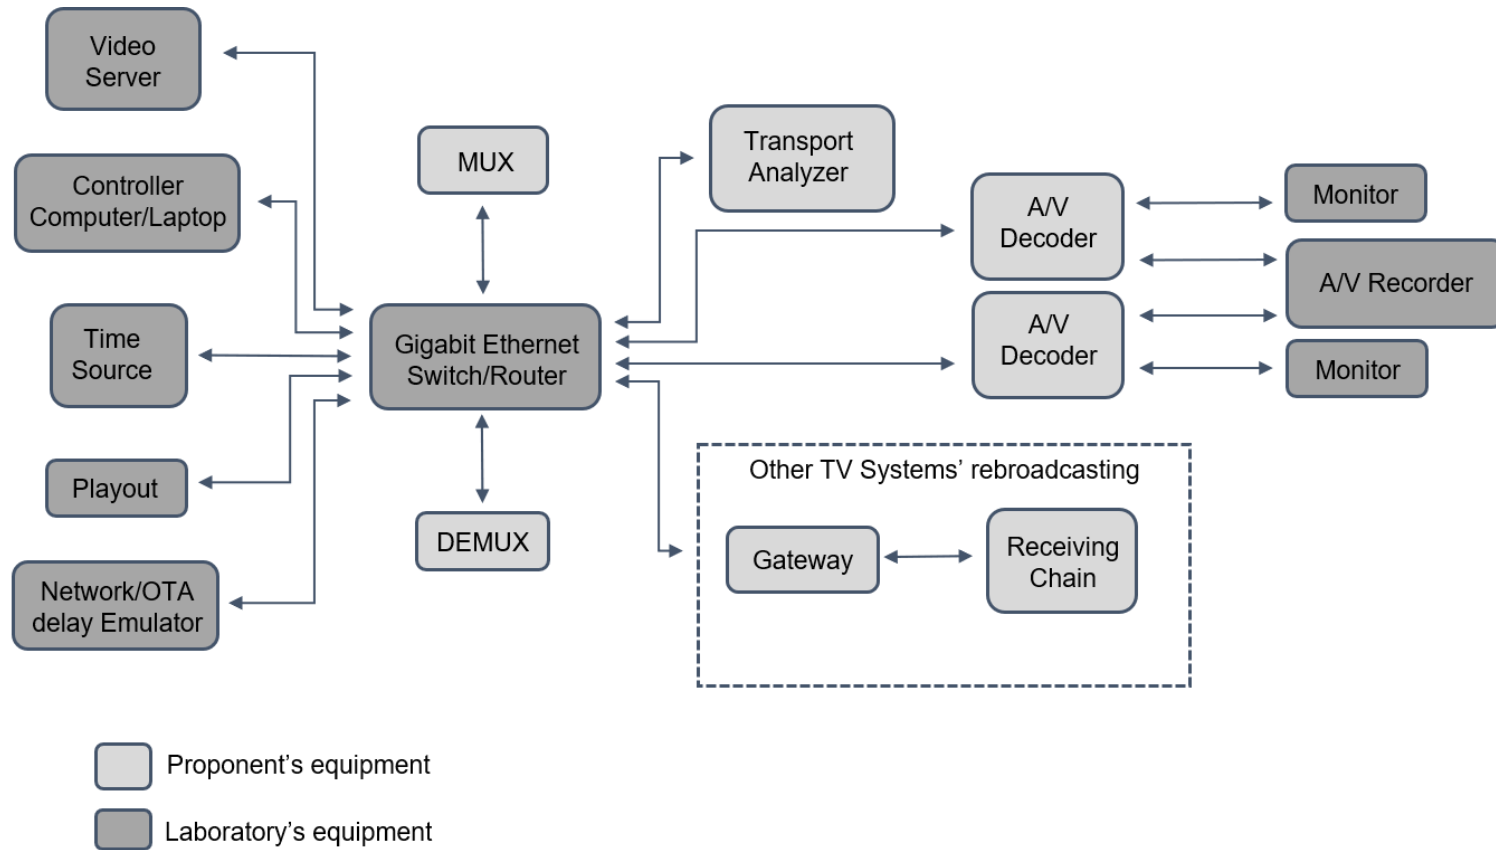 Video
Server
Controller
Computer/Laptop
Time
Source
Playout
Network/OTA
delay Emulator
MUX
Gigabit Ethernet
Switch/Router
DEMUX
Transport
Analyzer
A/V
Decoder
A/V
Decoder
Monitor
A/V Recorder
Monitor
Other TV Systems’ rebroadcasting
Gateway
Receiving
Chain
Proponent’s equipment
Laboratory’s equipment